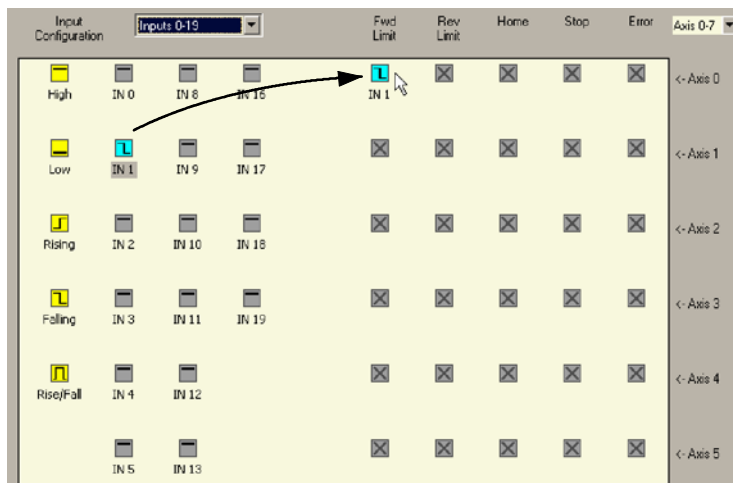 Input Configuration Inputs 0-19 Fwd Limit Rev Limit Home Stop Error Axis 0-7
High IN 0 IN 8 IN 16 IN 1 <- Axis 0
Low IN 1 IN 9 IN 17 <- Axis 1
Rising IN 2 IN 10 IN 18 <- Axis 2
Falling IN 3 IN 11 IN 19 <- Axis 3
Rise/Fall IN 4 IN 12 <- Axis 4
IN 5 IN 13 <- Axis 5